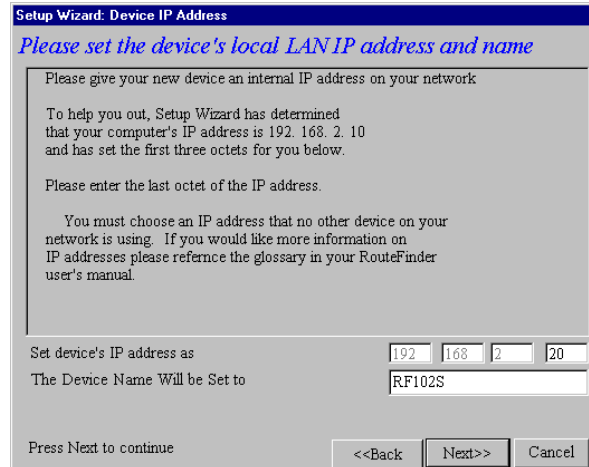 Setup Wizard: Device IP Address
Please set the device's local LAN IP address and name
Please give your new device an internal IP address on your network
To help you out, Setup Wizard has determined
that your computer's IP address is 192. 168. 2. 10
and has set the first three octets for you below.
Please enter the last octet of the IP address.
You must choose an IP address that no other device on your
network is using. If you would like more information on
IP addresses please refernce the glossary in your RouteFinder
user's manual.
Set device's IP address as 192 168 2 20
The Device Name Will be Set to RF102S
Press Next to continue <<Back Next>> Cancel